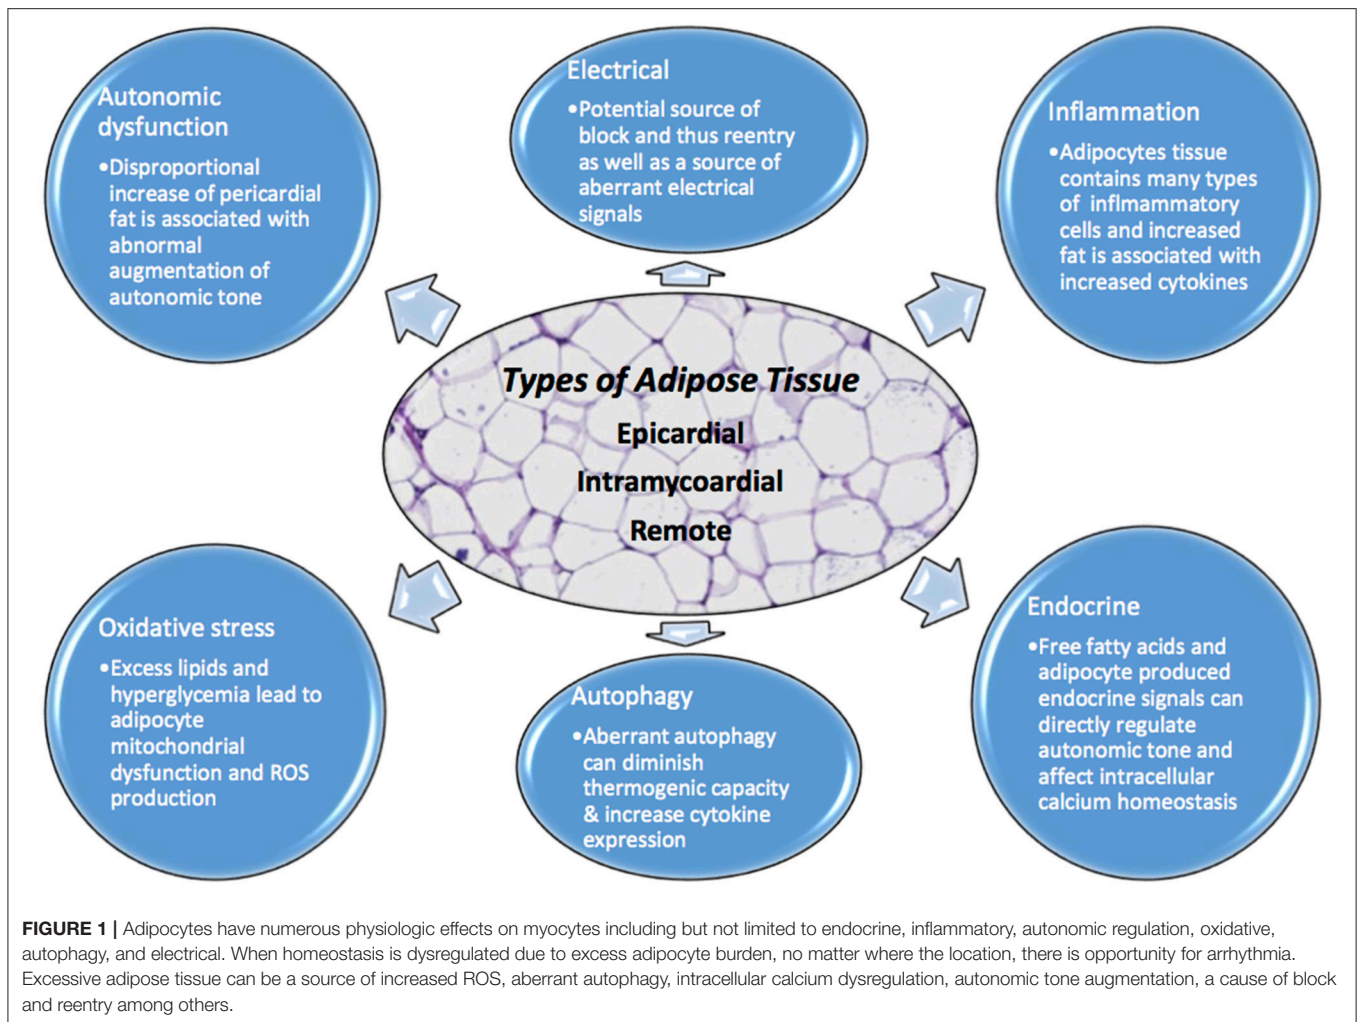 Autonomic
dysfunction
•Disproportional
increase of pericardial
fat is associated with
abnormal
augmentation of
autonomic tone
Electrical
•Potential source of
block and thus reentry
as well as a source of
aberrant electrical
signals
Inflammation
•Adipocytes tissue
contains many types
of inflmammatory
cells and increased
fat is associated with
increased cytokines
Types of Adipose Tissue
Epicardial
Intramycoardial
Remote
Oxidative stress
•Excess lipids and
hyperglycemia lead to
adipocyte
mitochondrial
dysfunction and ROS
production
Autophagy
•Aberrant autophagy
can diminish
thermogenic capacity
& increase cytokine
expression
Endocrine
•Free fatty acids and
adipocyte produced
endocrine signals can
directly regulate
autonomic tone and
affect intracellular
calcium homeostasis
FIGURE 1 | Adipocytes have numerous physiologic effects on myocytes including but not limited to endocrine, inflammatory, autonomic regulation, oxidative,
autophagy, and electrical. When homeostasis is dysregulated due to excess adipocyte burden, no matter where the location, there is opportunity for arrhythmia.
Excessive adipose tissue can be a source of increased ROS, aberrant autophagy, intracellular calcium dysregulation, autonomic tone augmentation, a cause of block
and reentry among others.